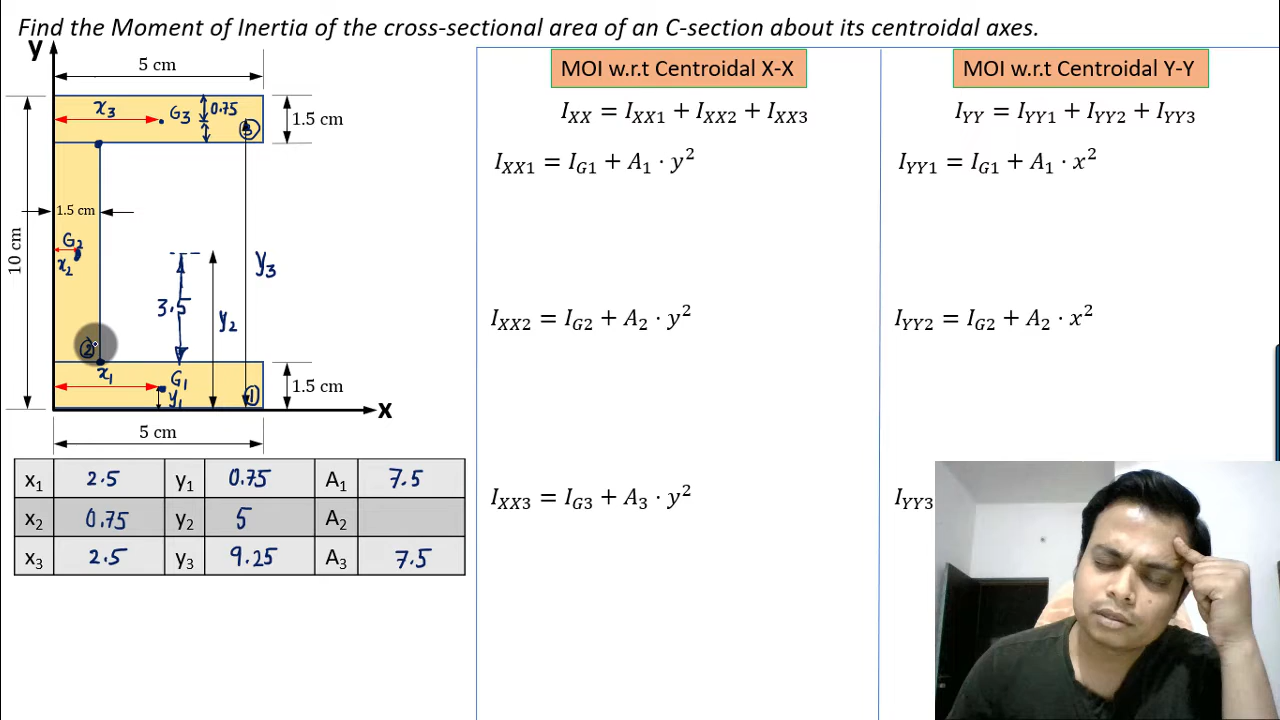 Find the Moment of Inertia of the cross-sectional area of an C-section about its centroidal axes.
y
5 cm
x3
G3
0.75
3
1.5 cm
1.5 cm
10 cm
G2
x2
3.5
y2
y3
2
x1
G1
y1
1
1.5 cm
x
5 cm
x1 2.5 y1 0.75 A1 7.5
x2 0.75 y2 5 A2
x3 2.5 y3 9.25 A3 7.5
MOI w.r.t Centroidal X-X
I_XX = I_XX1 + I_XX2 + I_XX3
I_XX1 = I_G1 + A_1 · y²
I_XX2 = I_G2 + A_2 · y²
I_XX3 = I_G3 + A_3 · y²
MOI w.r.t Centroidal Y-Y
I_YY = I_YY1 + I_YY2 + I_YY3
I_YY1 = I_G1 + A_1 · x²
I_YY2 = I_G2 + A_2 · x²
I_YY3